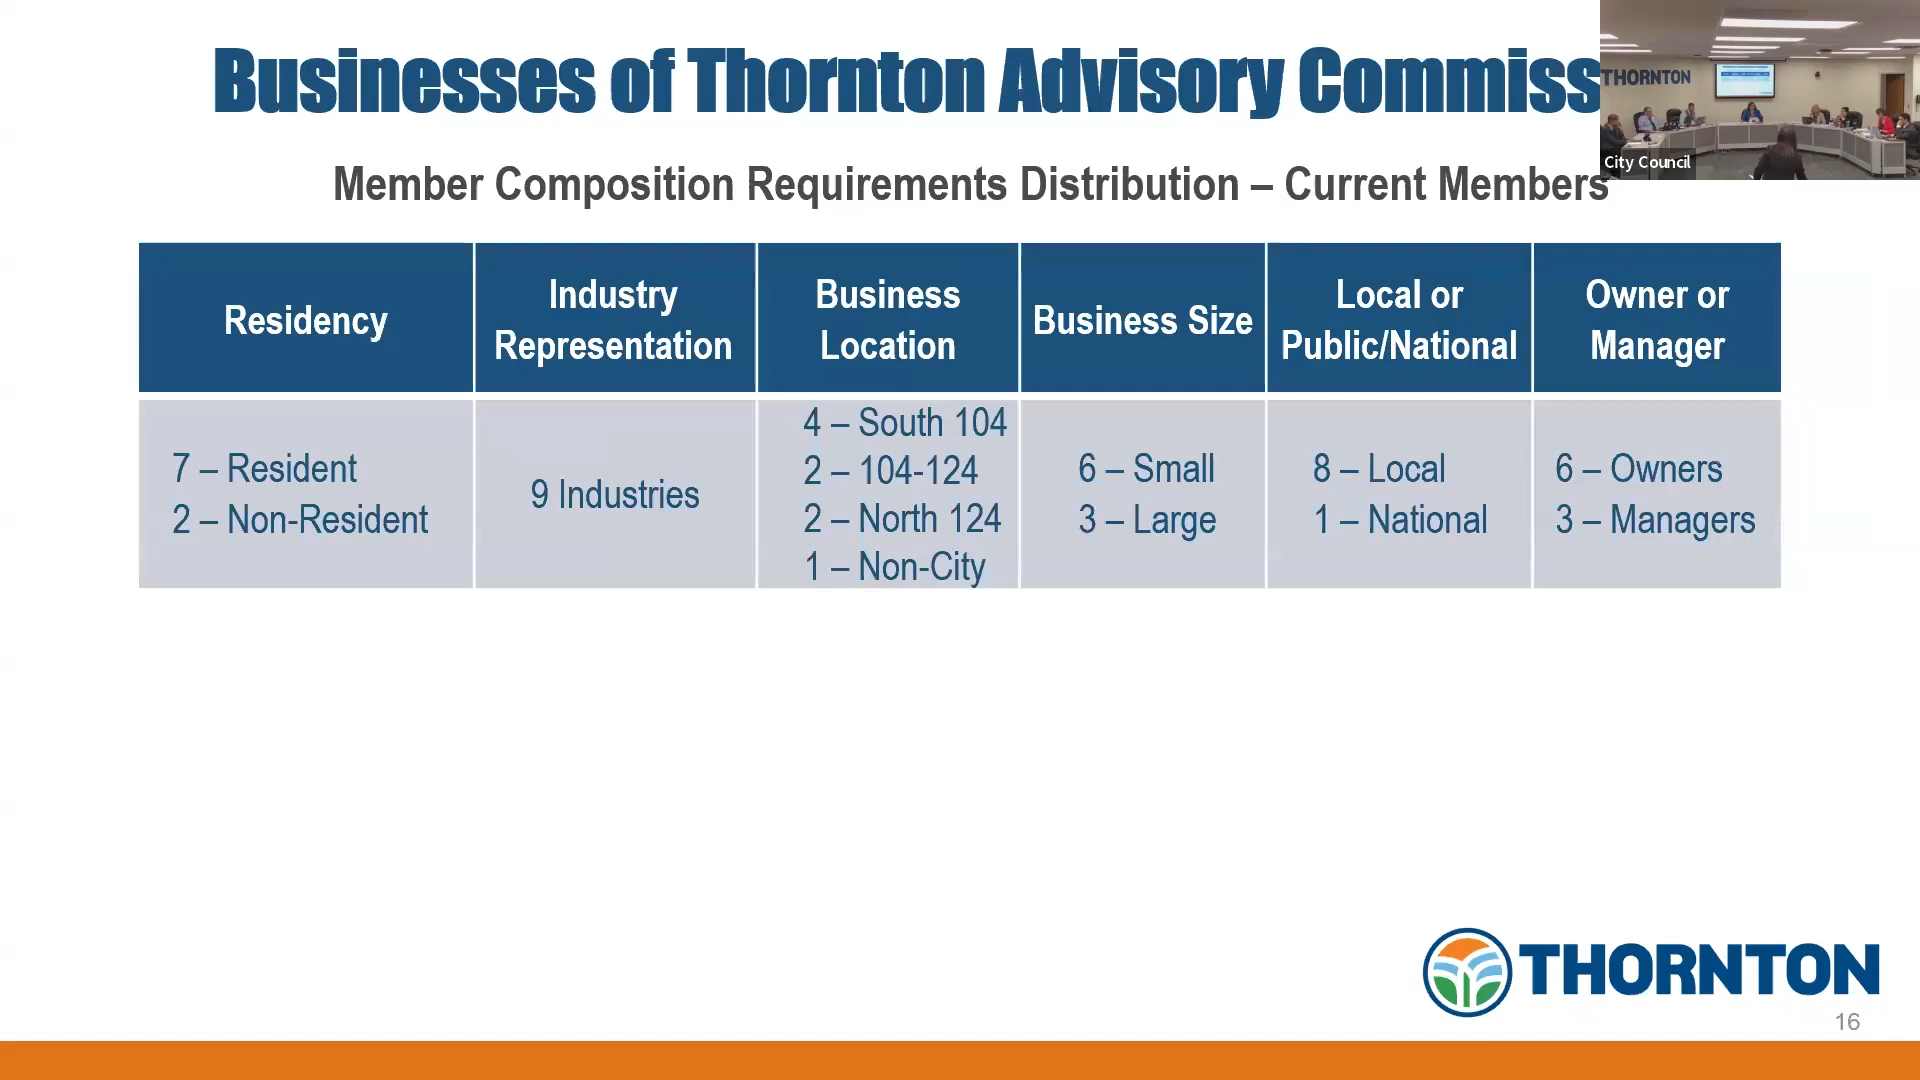 Businesses of Thornton Advisory Commiss
THORNTON
City Council
Member Composition Requirements Distribution – Current Members
Residency
Industry
Representation
Business
Location
Business Size
Local or
Public/National
Owner or
Manager
7 – Resident
2 – Non-Resident
9 Industries
4 – South 104
2 – 104-124
2 – North 124
1 – Non-City
6 – Small
3 – Large
8 – Local
1 – National
6 – Owners
3 – Managers
THORNTON
16